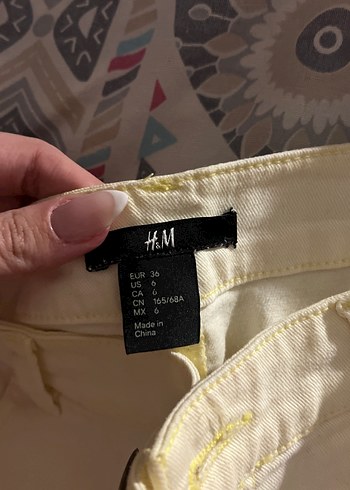 H&M
EUR 36
US 6
CA 6
CN 165/68A
MX 6
Made in
China